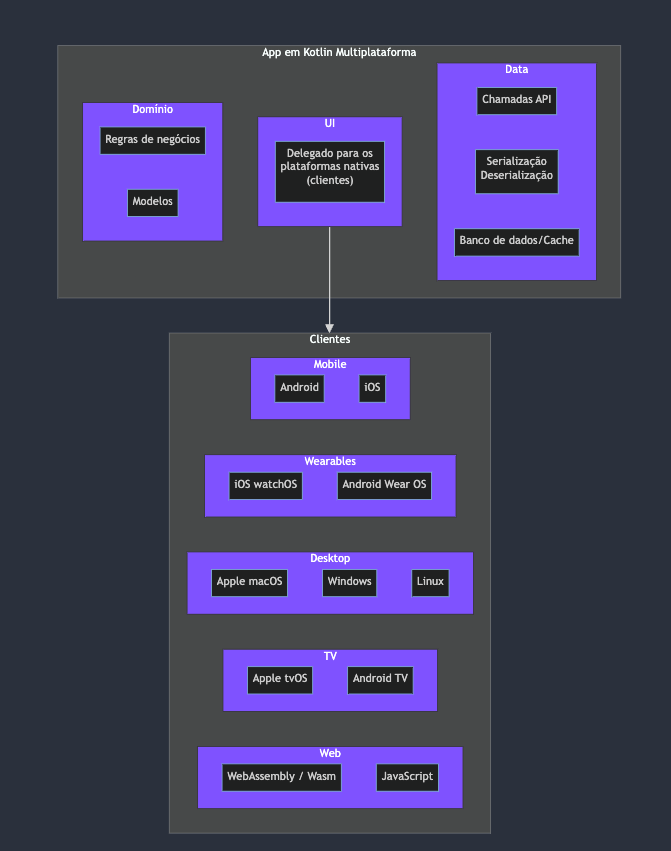 App em Kotlin Multiplataforma
Domínio
Regras de negócios
Modelos
UI
Delegado para os
plataformas nativas
(clientes)
Data
Chamadas API
Serialização
Deserialização
Banco de dados/Cache
Clientes
Mobile
Android
iOS
Wearables
iOS watchOS
Android Wear OS
Desktop
Apple macOS
Windows
Linux
TV
Apple tvOS
Android TV
Web
WebAssembly / Wasm
JavaScript